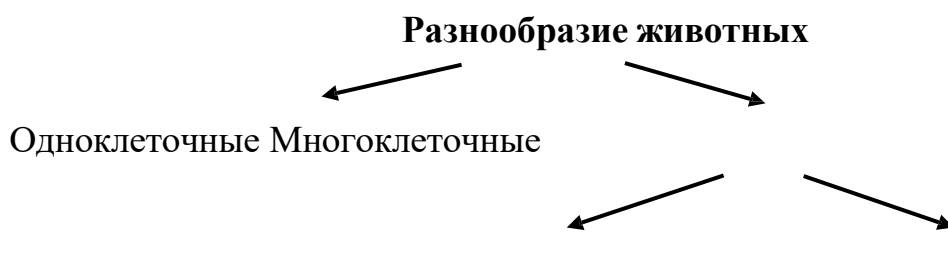 Разнообразие животных
Одноклеточные Многоклеточные